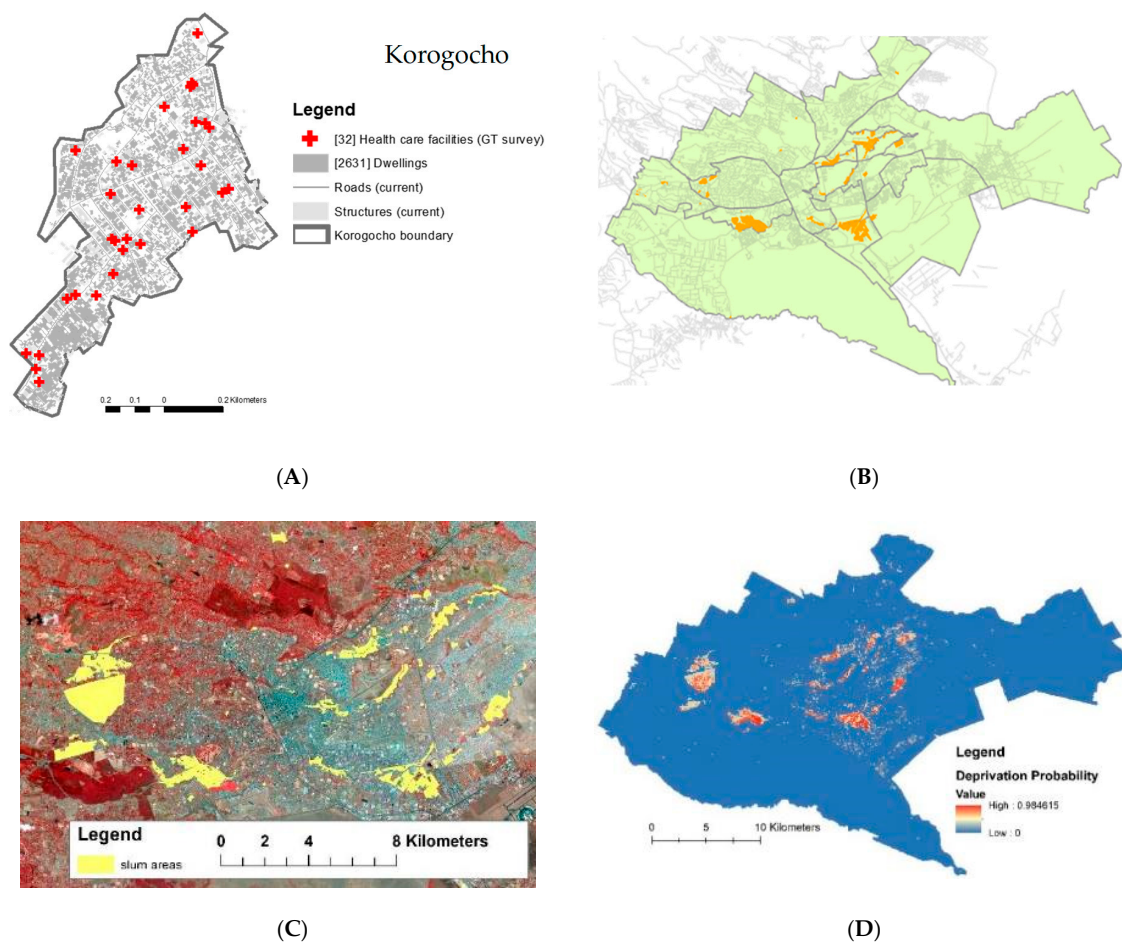 Korogocho
Legend
[32] Health care facilities (GT survey)
[2631] Dwellings
Roads (current)
Structures (current)
Korogocho boundary
0.2 0.1 0 0.2 Kilometers
(A)
(B)
Legend
slum areas
0 2 4 8 Kilometers
(C)
Legend
Deprivation Probability
Value
High : 0.984615
Low : 0
0 5 10 Kilometers
(D)